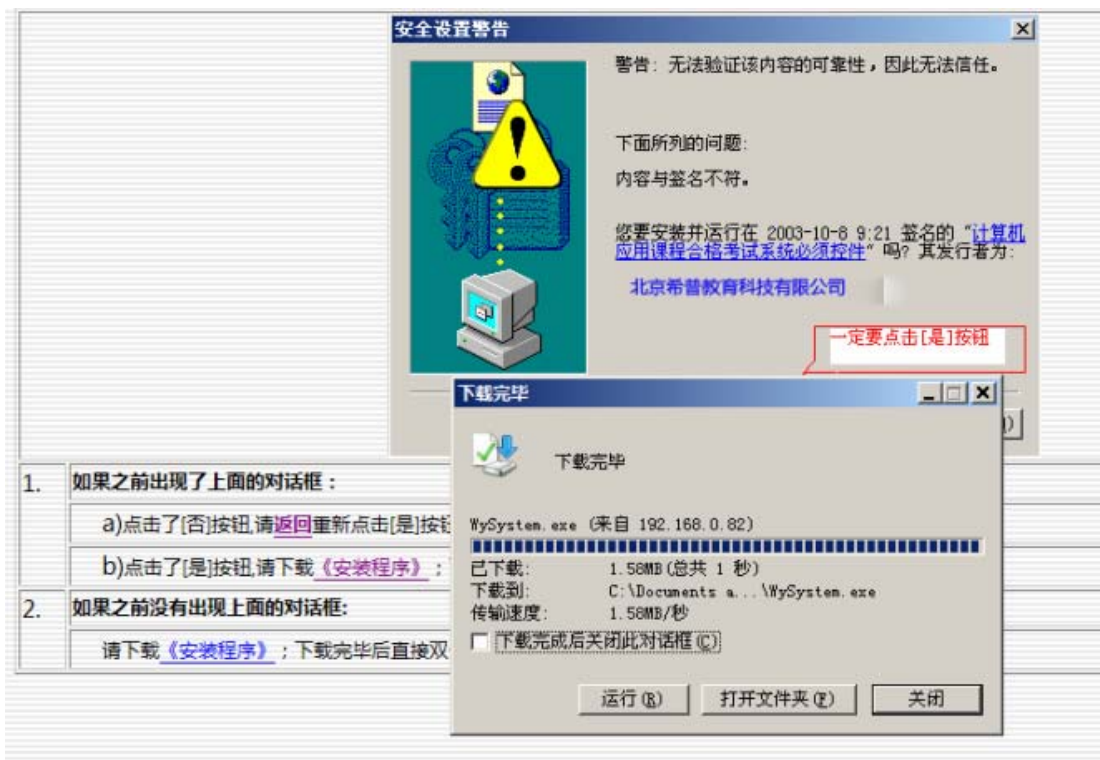 安全设置警告
警告: 无法验证该内容的可靠性,因此无法信任。
下面所列的问题:
内容与签名不符。
您要安装并运行在 2003-10-8 9:21 签名的 "计算机
应用课程合格考试系统必须控件" 吗? 其发行者为:
北京希普教育科技有限公司
一定要点击[是]按钮
下载完毕
下载完毕
WySystem.exe (来自 192.168.0.82)
已下载: 1.58MB(总共 1 秒)
下载到: C:\Documents a...\WySystem.exe
传输速度: 1.58MB/秒
下载完成后关闭此对话框(C)
运行(R) 打开文件夹(F) 关闭
1. 如果之前出现了上面的对话框:
a)点击了[否]按钮,请返回重新点击[是]按钮
b)点击了[是]按钮,请下载《安装程序》;
2. 如果之前没有出现上面的对话框:
请下载《安装程序》;下载完毕后直接双